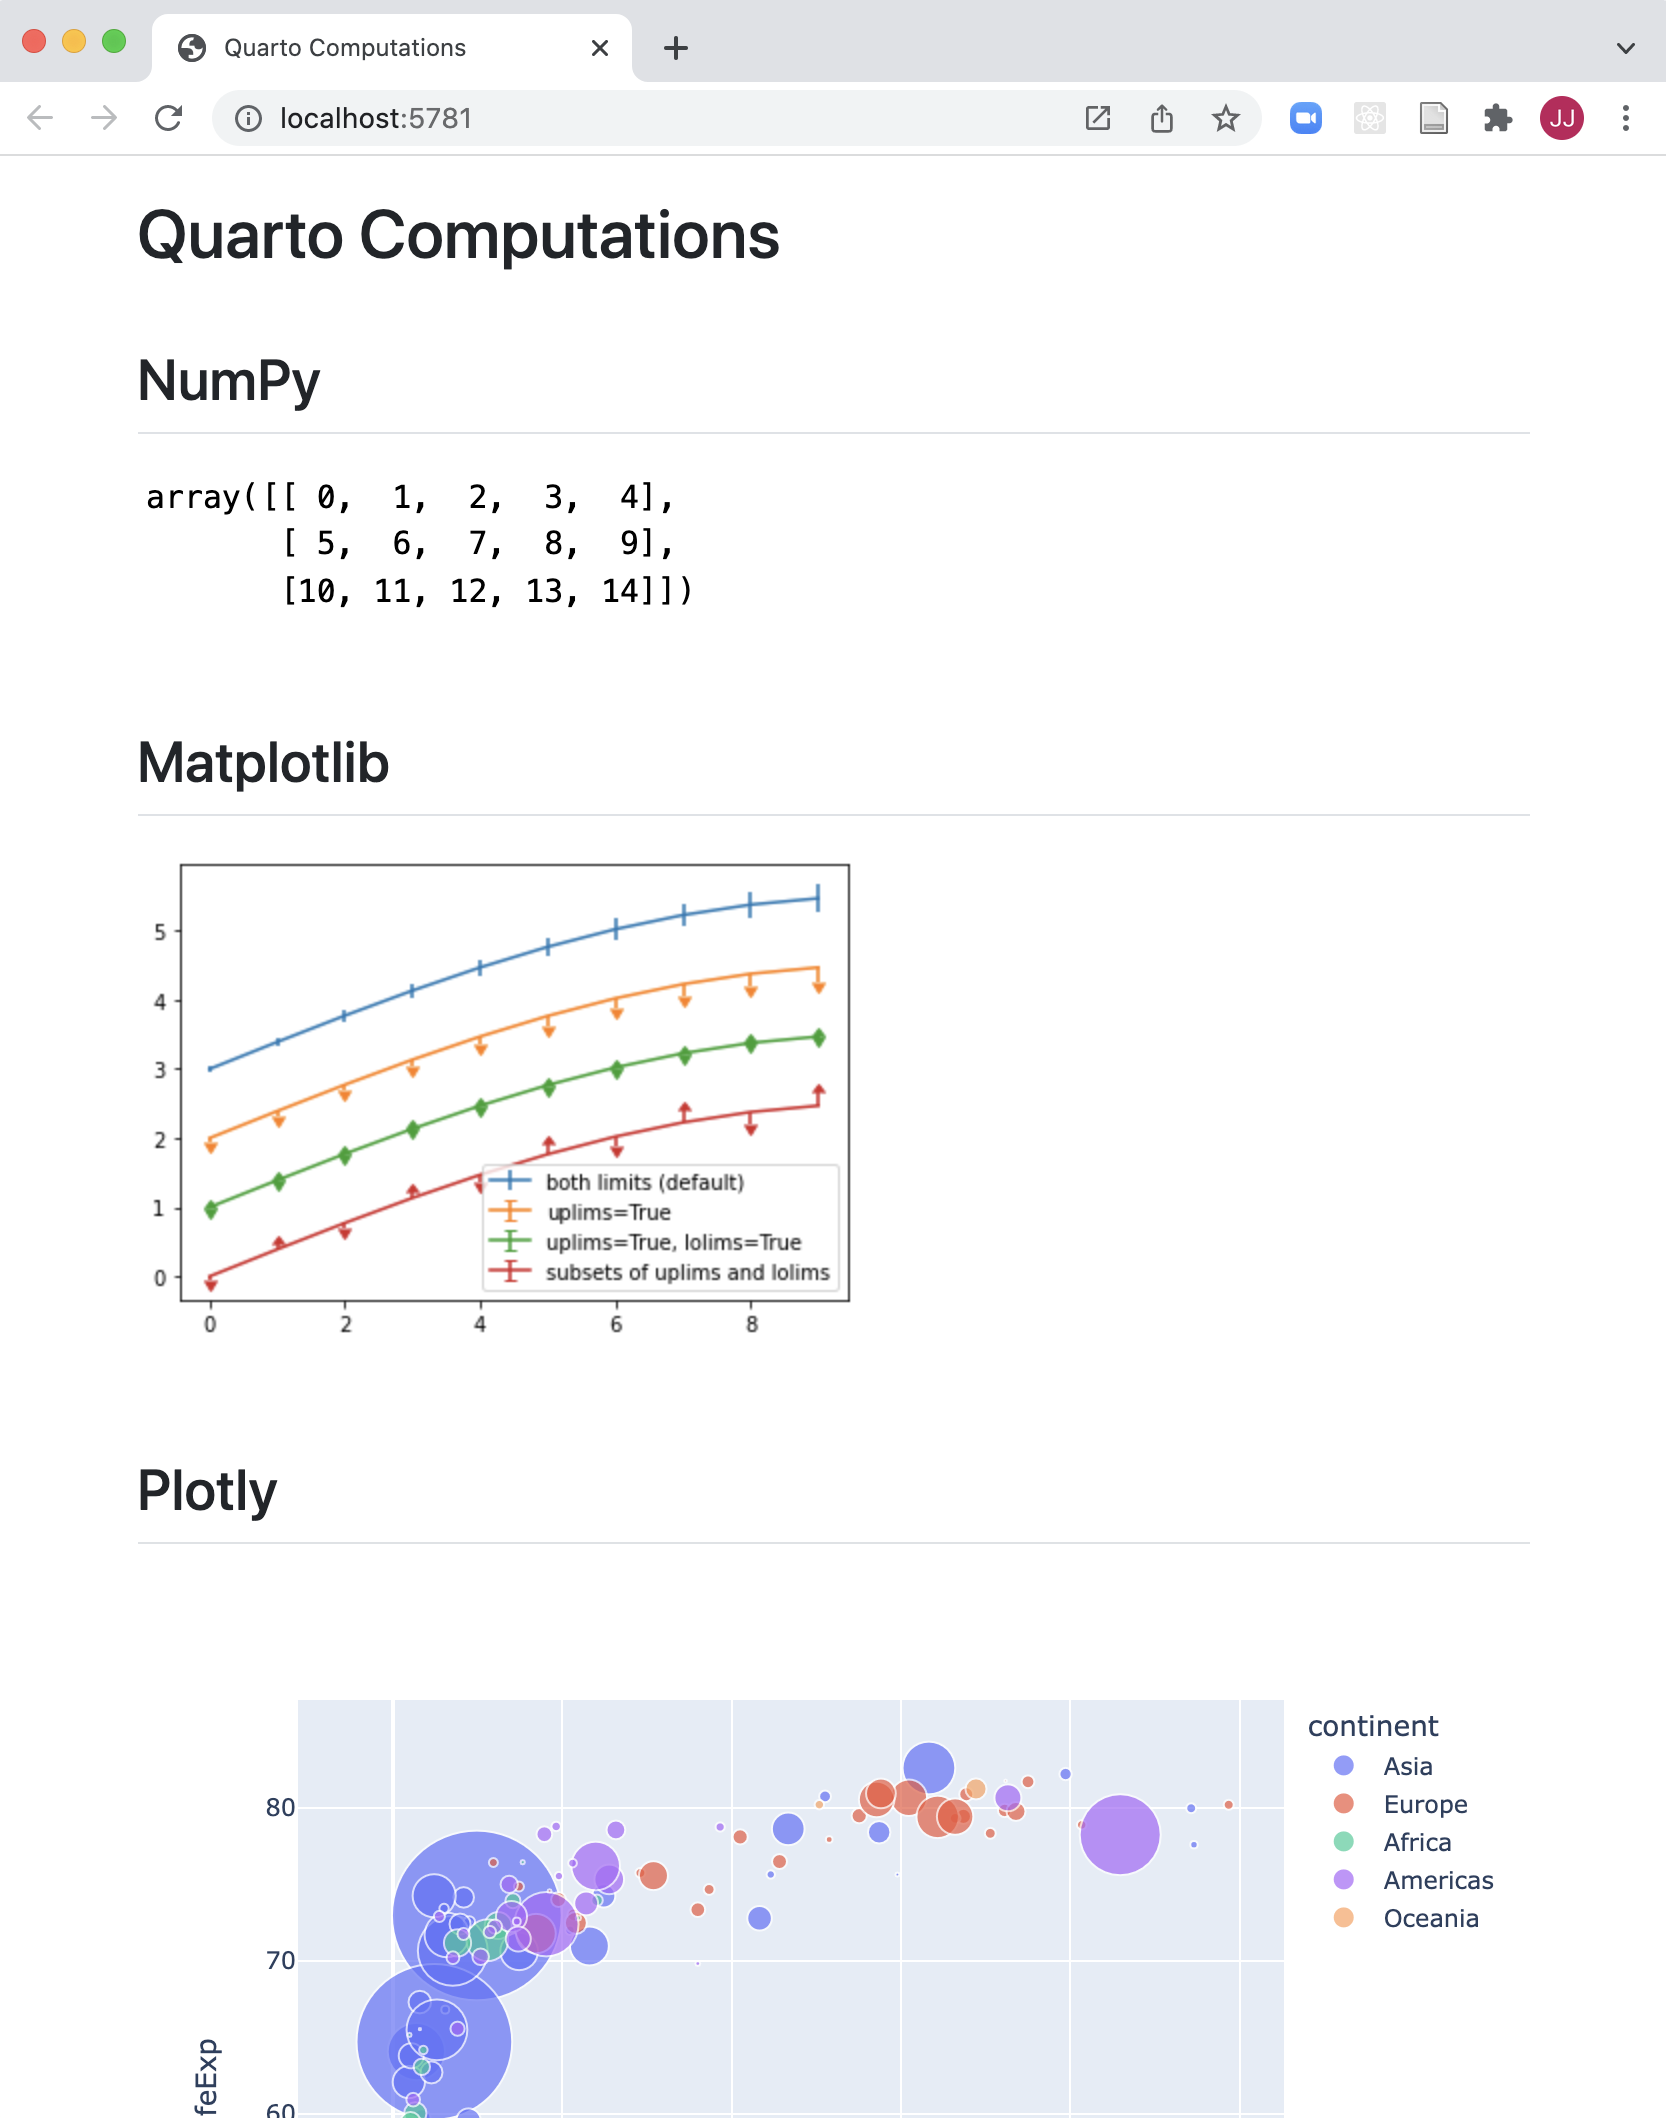 Quarto Computations
localhost:5781
JJ
Quarto Computations
NumPy
array([[ 0,  1,  2,  3,  4],
       [ 5,  6,  7,  8,  9],
       [10, 11, 12, 13, 14]])
Matplotlib
5
4
3
2
1
0
both limits (default)
uplims=True
uplims=True, lolims=True
subsets of uplims and lolims
0 2 4 6 8
Plotly
continent
Asia
Europe
Africa
Americas
Oceania
80
70
60
feExp